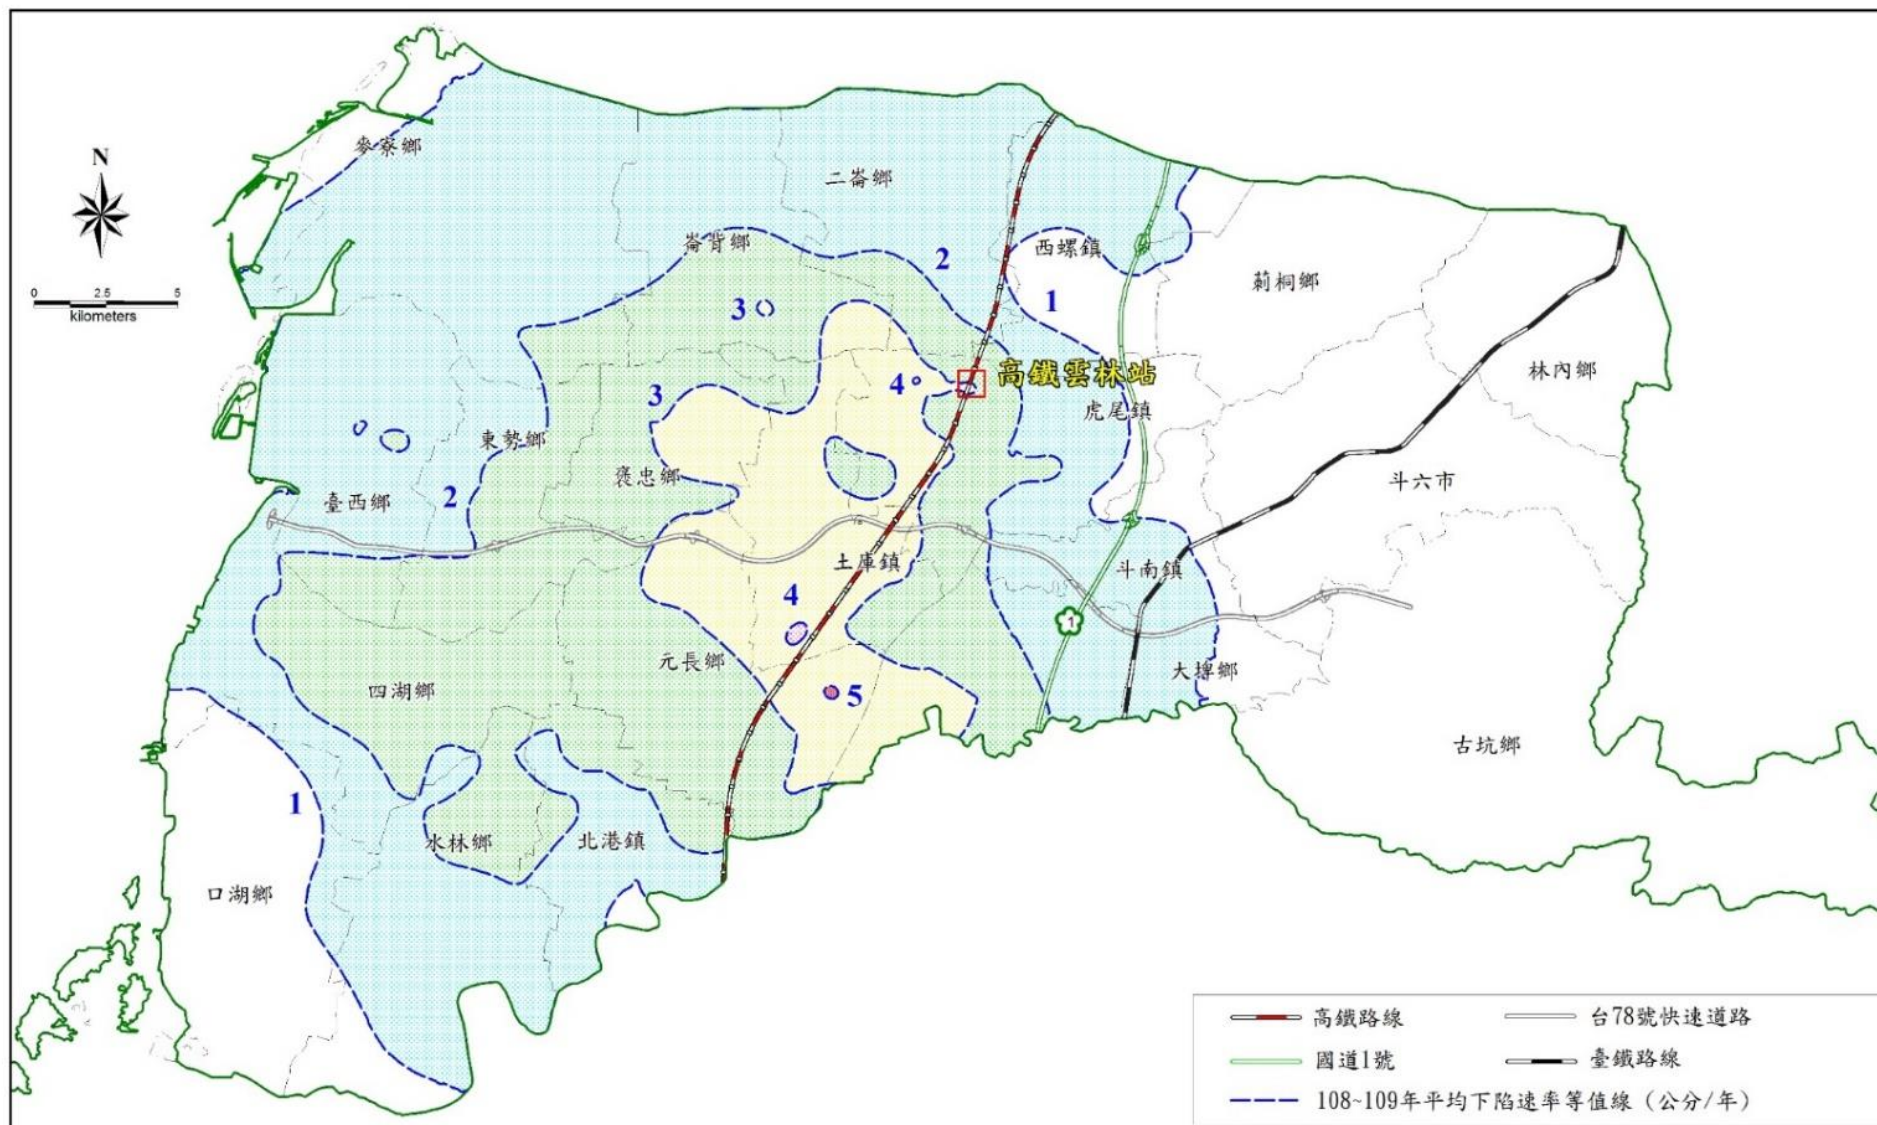 麥寮鄉
N
二崙鄉
崙背鄉
西螺鎮
2
莿桐鄉
0 2.5 5
kilometers
3
1
高鐵雲林站
林內鄉
4
3
虎尾鎮
東勢鄉
褒忠鄉
斗六市
臺西鄉
2
土庫鎮
斗南鎮
4
1
元長鄉
四湖鄉
5
大埤鄉
古坑鄉
1
水林鄉
北港鎮
口湖鄉
高鐵路線
台78號快速道路
國道1號
臺鐵路線
108~109年平均下陷速率等值線（公分/年）